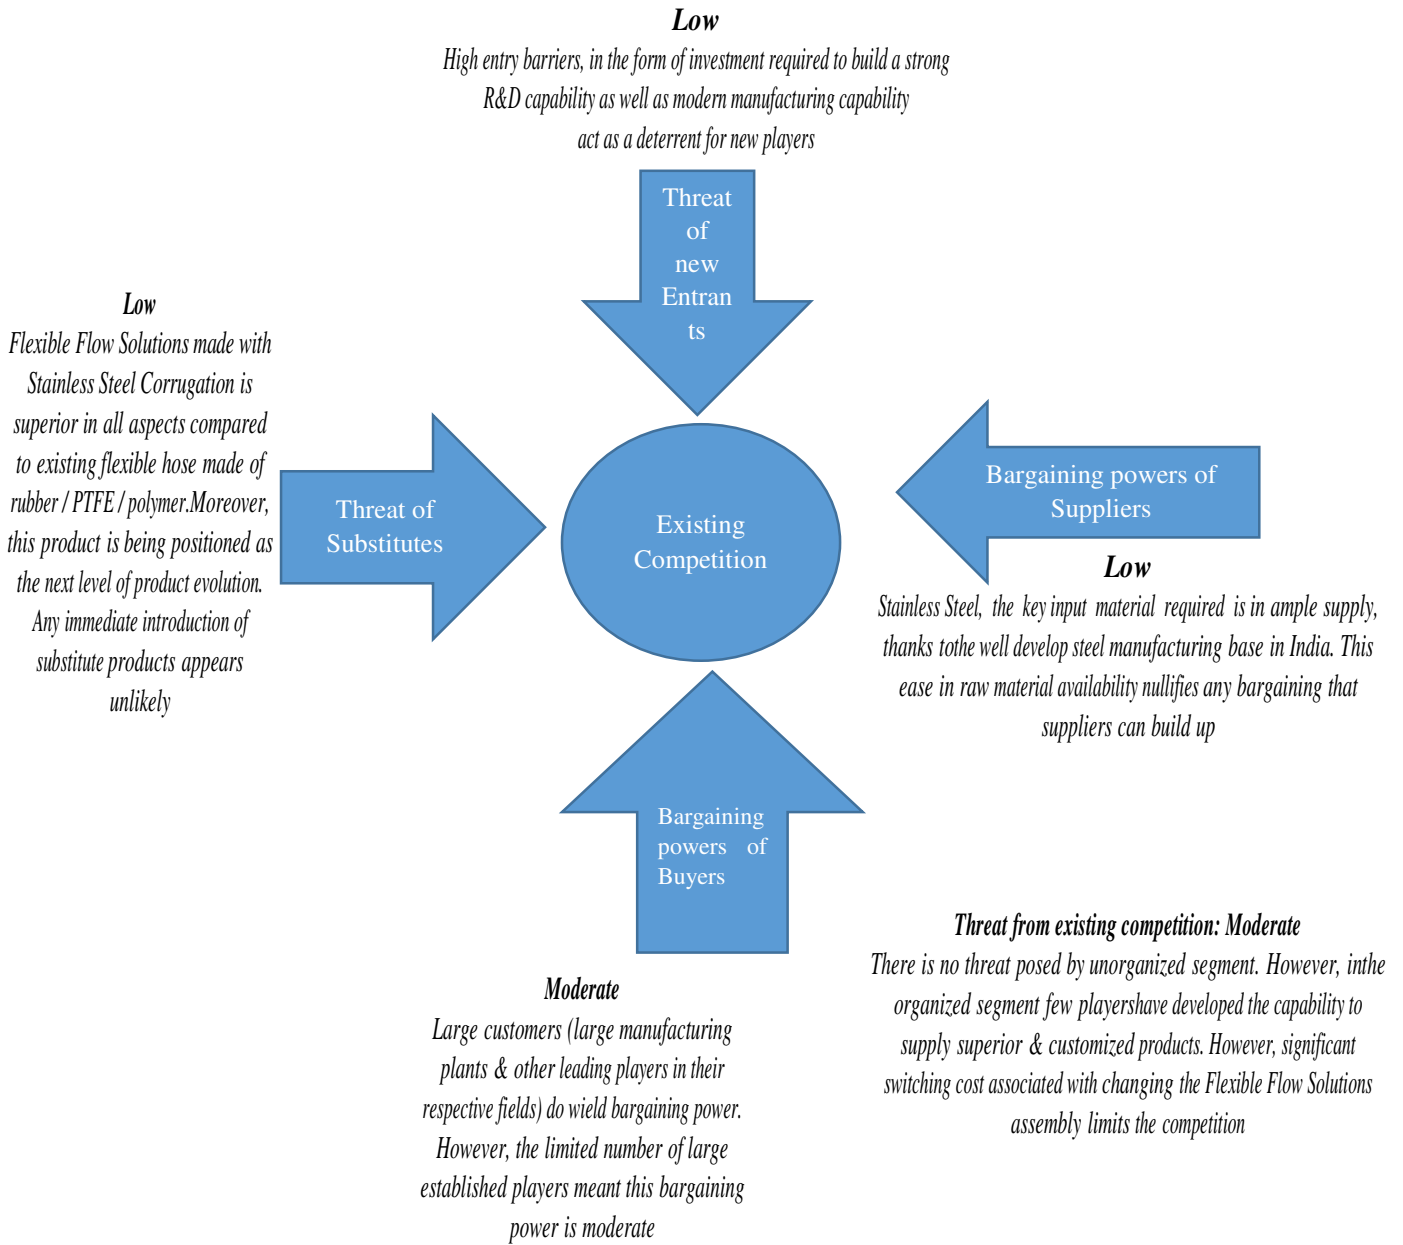 Low
High entry barriers, in the form of investment required to build a strong
R&D capability as well as modern manufacturing capability
act as a deterrent for new players
Threat
of
new
Entran
ts
Low
Flexible Flow Solutions made with
Stainless Steel Corrugation is
superior in all aspects compared
to existing flexible hose made of
rubber / PTFE / polymer.Moreover,
this product is being positioned as
the next level of product evolution.
Any immediate introduction of
substitute products appears
unlikely
Threat of
Substitutes
Existing
Competition
Bargaining powers of
Suppliers
Low
Stainless Steel, the key input material required is in ample supply,
thanks tothe well develop steel manufacturing base in India. This
ease in raw material availability nullifies any bargaining that
suppliers can build up
Bargaining
powers of
Buyers
Moderate
Large customers (large manufacturing
plants & other leading players in their
respective fields) do wield bargaining power.
However, the limited number of large
established players meant this bargaining
power is moderate
Threat from existing competition: Moderate
There is no threat posed by unorganized segment. However, inthe
organized segment few playershave developed the capability to
supply superior & customized products. However, significant
switching cost associated with changing the Flexible Flow Solutions
assembly limits the competition